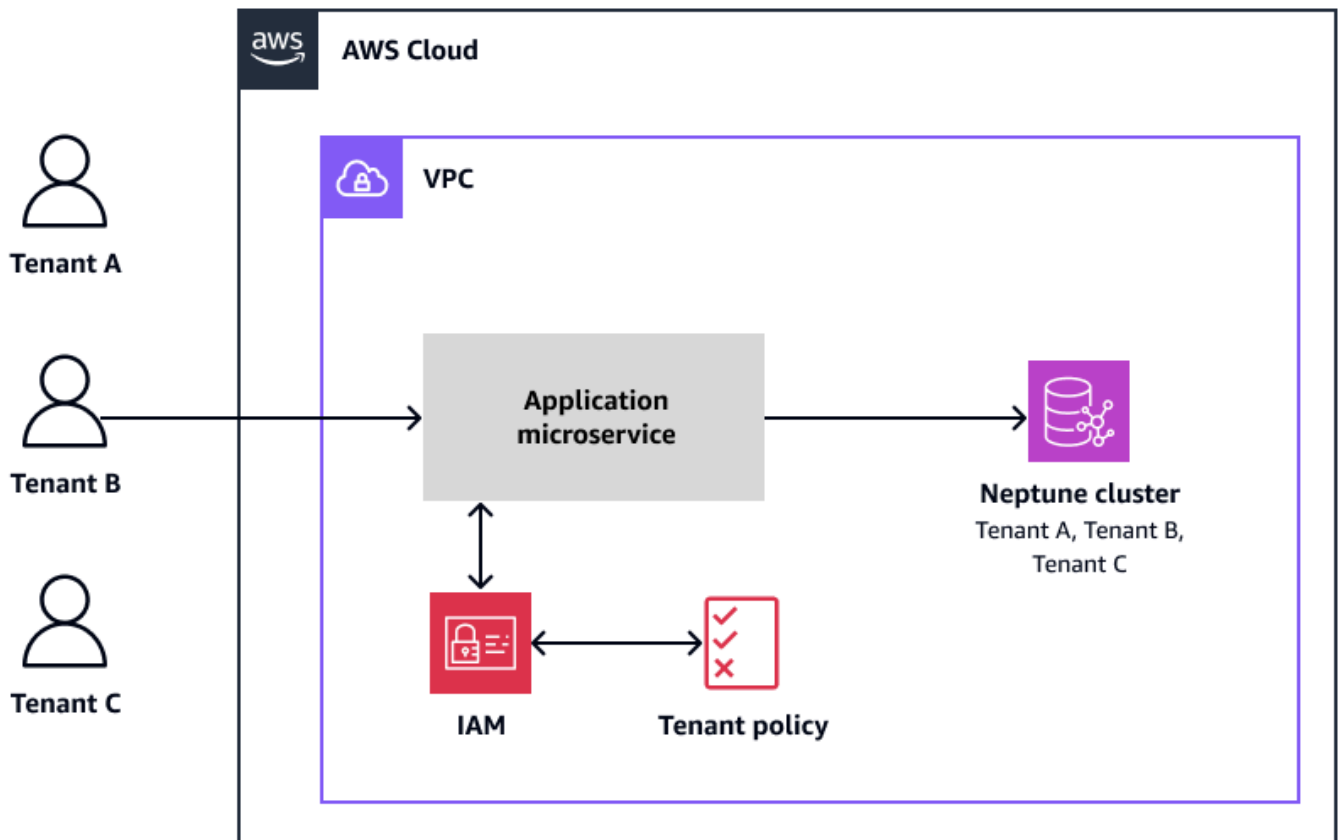 aws
AWS Cloud
VPC
Tenant A
Application
microservice
Tenant B
Neptune cluster
Tenant A, Tenant B,
Tenant C
Tenant C
IAM
Tenant policy